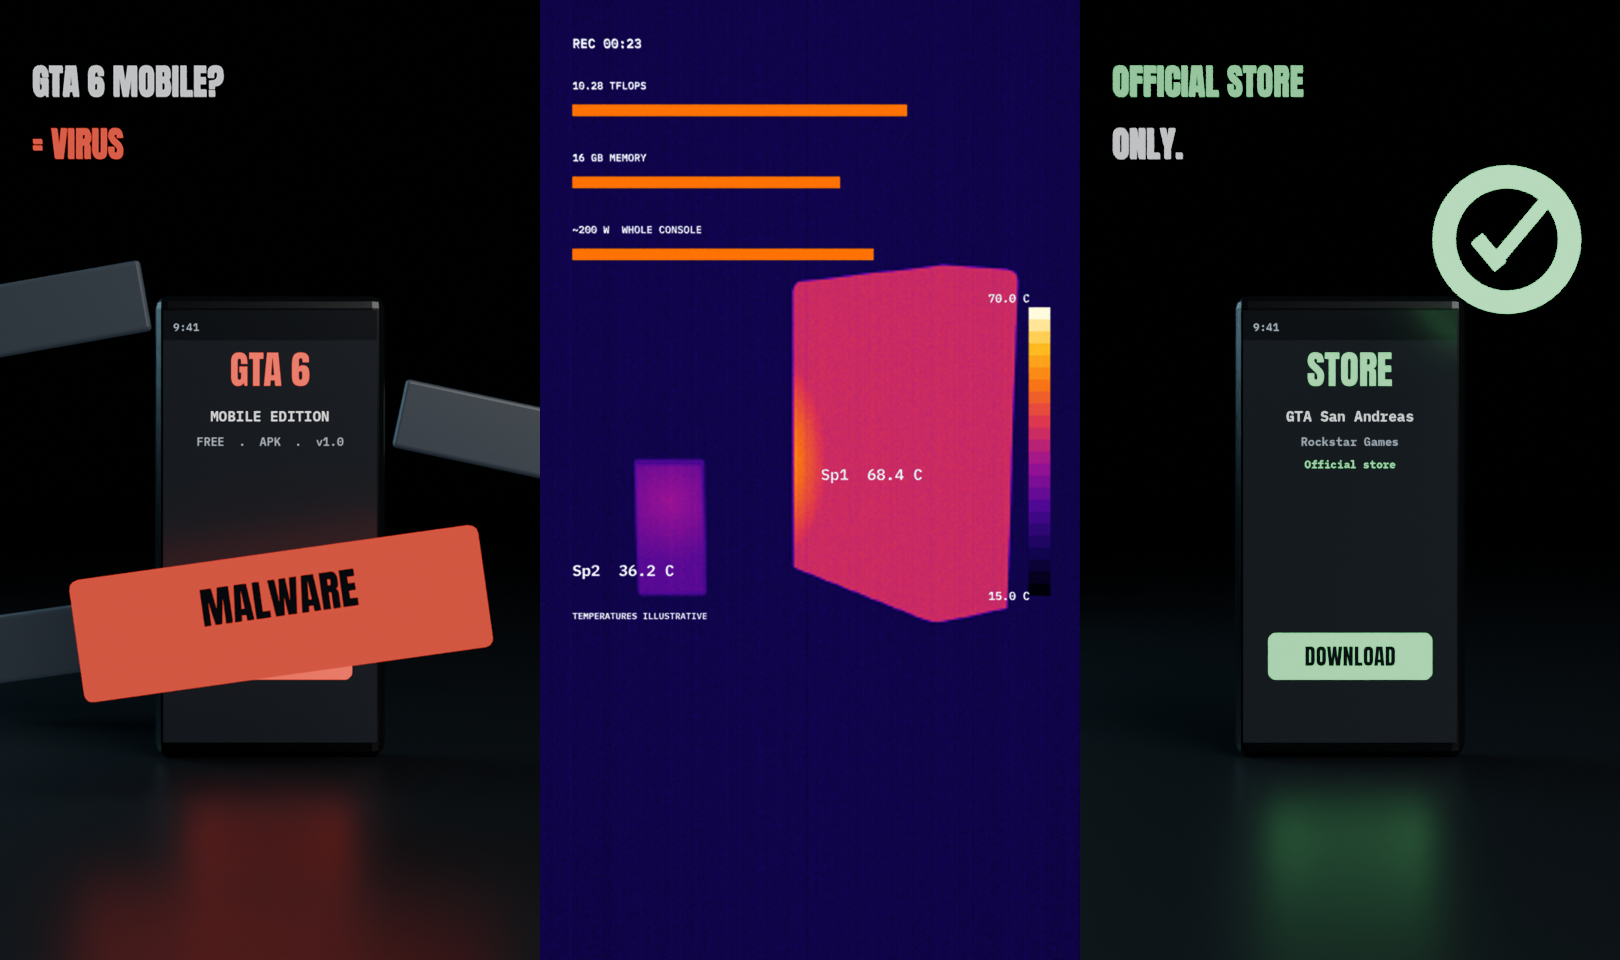 GTA 6 MOBILE?
= VIRUS
9:41
GTA 6
MOBILE EDITION
FREE . APK . v1.0
MALWARE
REC 00:23
10.28 TFLOPS
16 GB MEMORY
~200 W WHOLE CONSOLE
70.0 C
Sp1 68.4 C
Sp2 36.2 C
15.0 C
TEMPERATURES ILLUSTRATIVE
OFFICIAL STORE
ONLY.
9:41
STORE
GTA San Andreas
Rockstar Games
Official store
DOWNLOAD